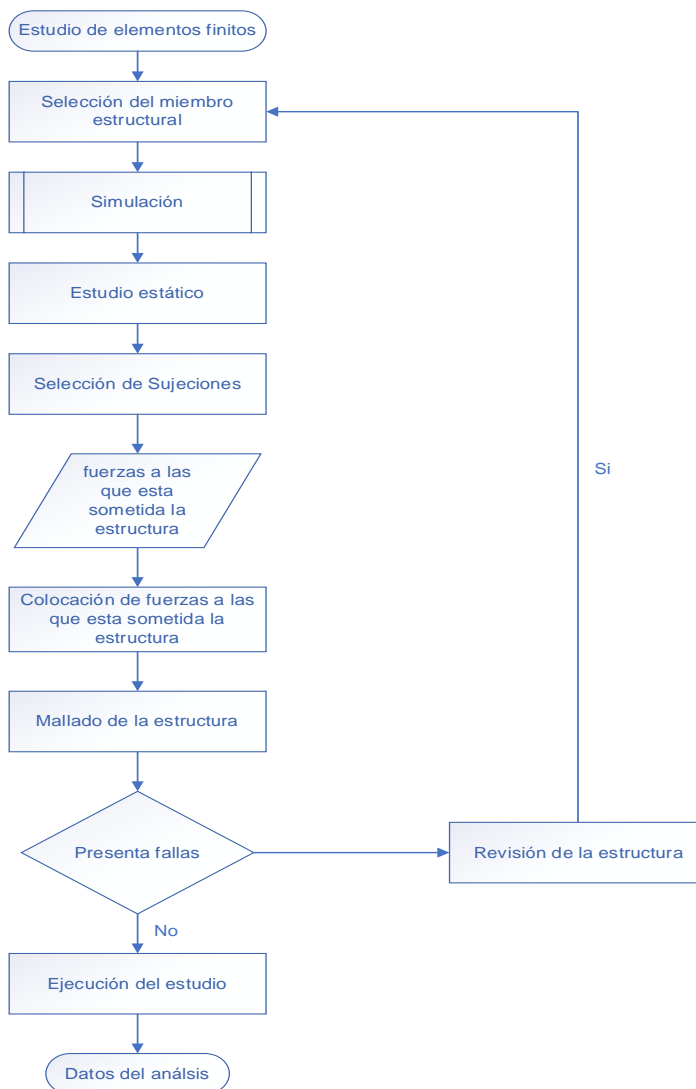 Estudio de elementos finitos
Selección del miembro
estructural
Simulación
Estudio estático
Selección de Sujeciones
fuerzas a las
que esta
sometida la
estructura
Si
Colocación de fuerzas a las
que esta sometida la
estructura
Mallado de la estructura
Presenta fallas
Revisión de la estructura
No
Ejecución del estudio
Datos del análsis